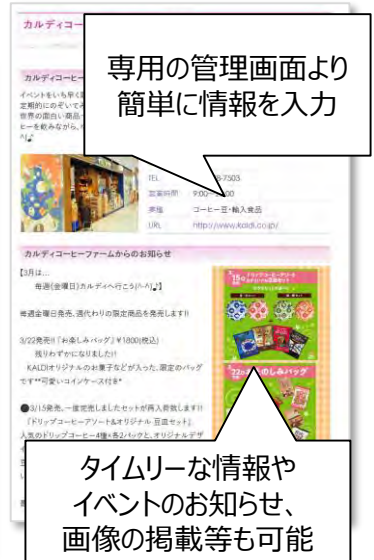 カルディコー
専用の管理画面より
簡単に情報を入力
カルディコーヒー
イベントをいち早く
定期的にのぞいてみ
世界の面白い商品
ヒーを飲みながら、
TEL 8-7503
営業時間 9:00～
業種 コーヒー豆・輸入食品
URL http://www.kaldi.co.jp/
カルディコーヒーファームからのお知らせ
【3月は...
毎週(金曜日)カルディへ行こう(^-^)♪】
毎週金曜日発売、週代わりの限定商品を発売します!!
3/22発売!!「お楽しみバッグ」￥1800(税込)
残りわずかになりました!!
KALDIオリジナルのお菓子などが入った、限定のバッグ
です**可愛いコインケース付き*
●3/15発売、一度完売しましたセットが再入荷致します!!
『ドリップコーヒーアソート&オリジナル 豆皿セット』
人気のドリップコーヒー4種×各2パックと、オリジナルデザ
タイムリーな情報や
イベントのお知らせ、
画像の掲載等も可能